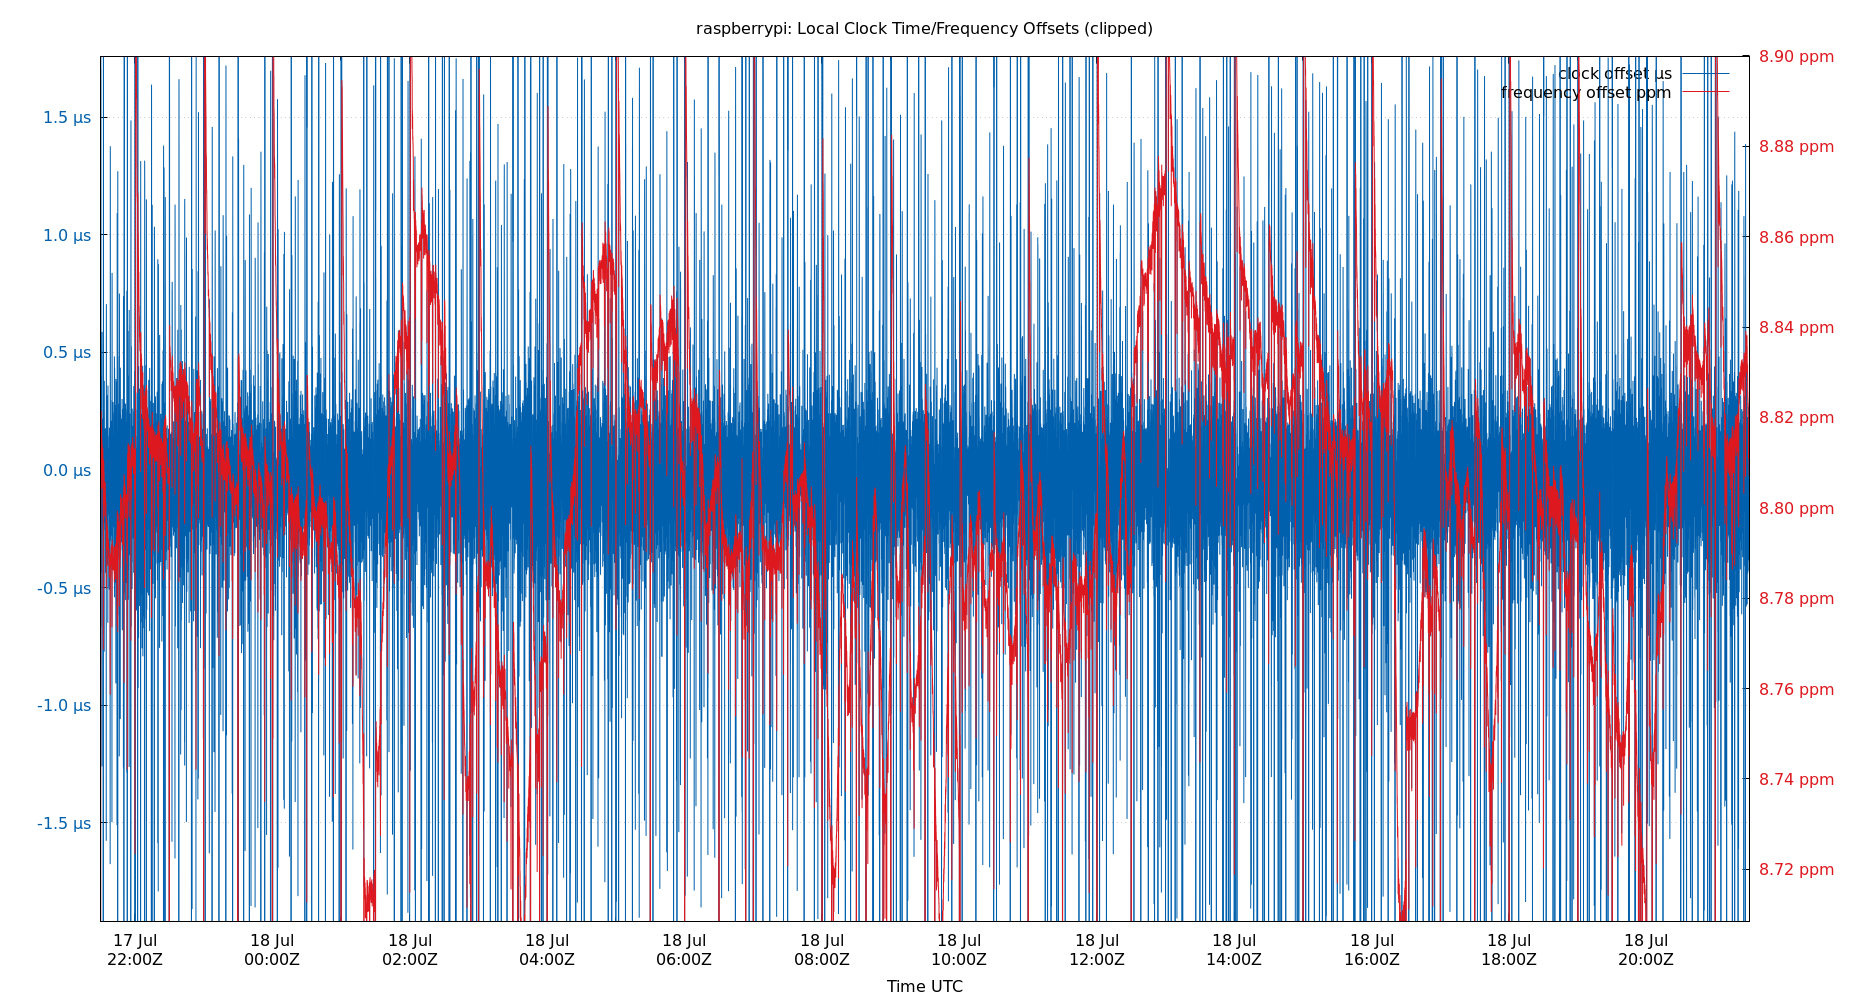 raspberrypi: Local Clock Time/Frequency Offsets (clipped)
8.90 ppm
clock offset µs
frequency offset ppm
1.5 µs
8.88 ppm
1.0 µs
8.86 ppm
8.84 ppm
0.5 µs
8.82 ppm
0.0 µs
8.80 ppm
-0.5 µs
8.78 ppm
8.76 ppm
-1.0 µs
8.74 ppm
-1.5 µs
8.72 ppm
17 Jul 18 Jul 18 Jul 18 Jul 18 Jul 18 Jul 18 Jul 18 Jul 18 Jul 18 Jul 18 Jul 18 Jul
22:00Z 00:00Z 02:00Z 04:00Z 06:00Z 08:00Z 10:00Z 12:00Z 14:00Z 16:00Z 18:00Z 20:00Z
Time UTC